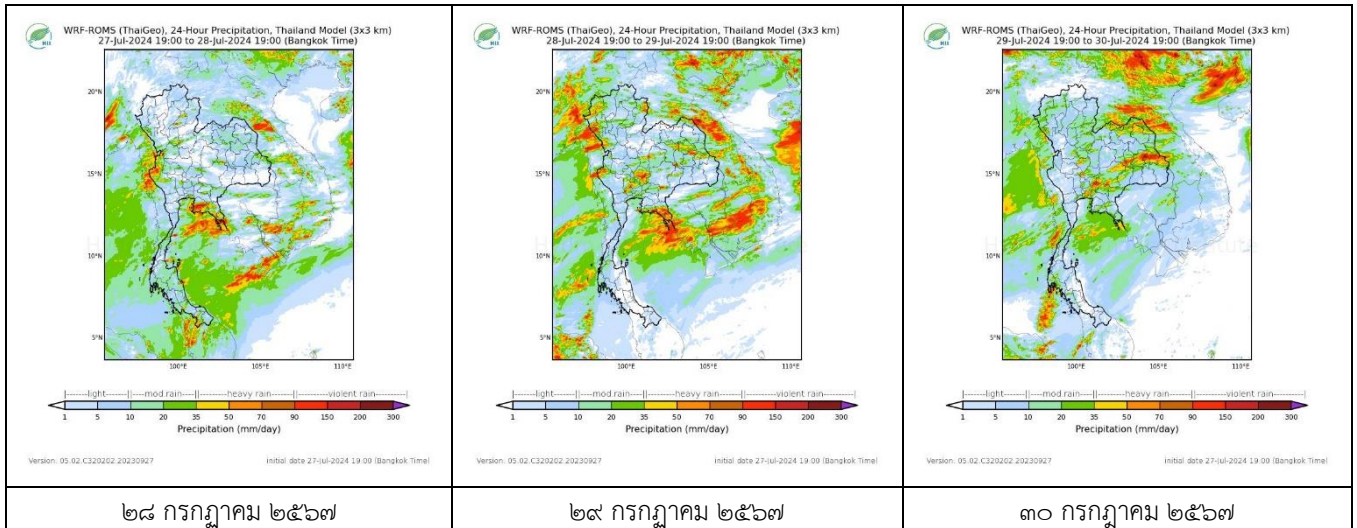 WRF-ROMS (ThaiGeo), 24-Hour Precipitation, Thailand Model (3x3 km)
27-Jul-2024 19:00 to 28-Jul-2024 19:00 (Bangkok Time)
20°N
15°N
10°N
5°N
100°E 105°E 110°E
light mod.rain heavy rain violent rain
1 5 10 20 35 50 70 90 150 200 300
Precipitation (mm/day)
Version: 05.02.C320202.20230927 initial date 27-Jul-2024 19:00 (Bangkok Time)
๒๘ กรกฎาคม ๒๕๖๗
WRF-ROMS (ThaiGeo), 24-Hour Precipitation, Thailand Model (3x3 km)
28-Jul-2024 19:00 to 29-Jul-2024 19:00 (Bangkok Time)
20°N
15°N
10°N
5°N
100°E 105°E 110°E
light mod.rain heavy rain violent rain
1 5 10 20 35 50 70 90 150 200 300
Precipitation (mm/day)
Version: 05.02.C320202.20230927 initial date 27-Jul-2024 19:00 (Bangkok Time)
๒๙ กรกฎาคม ๒๕๖๗
WRF-ROMS (ThaiGeo), 24-Hour Precipitation, Thailand Model (3x3 km)
29-Jul-2024 19:00 to 30-Jul-2024 19:00 (Bangkok Time)
20°N
15°N
10°N
5°N
100°E 105°E 110°E
light mod.rain heavy rain violent rain
1 5 10 20 35 50 70 90 150 200 300
Precipitation (mm/day)
Version: 05.02.C320202.20230927 initial date 27-Jul-2024 19:00 (Bangkok Time)
๓๐ กรกฎาคม ๒๕๖๗